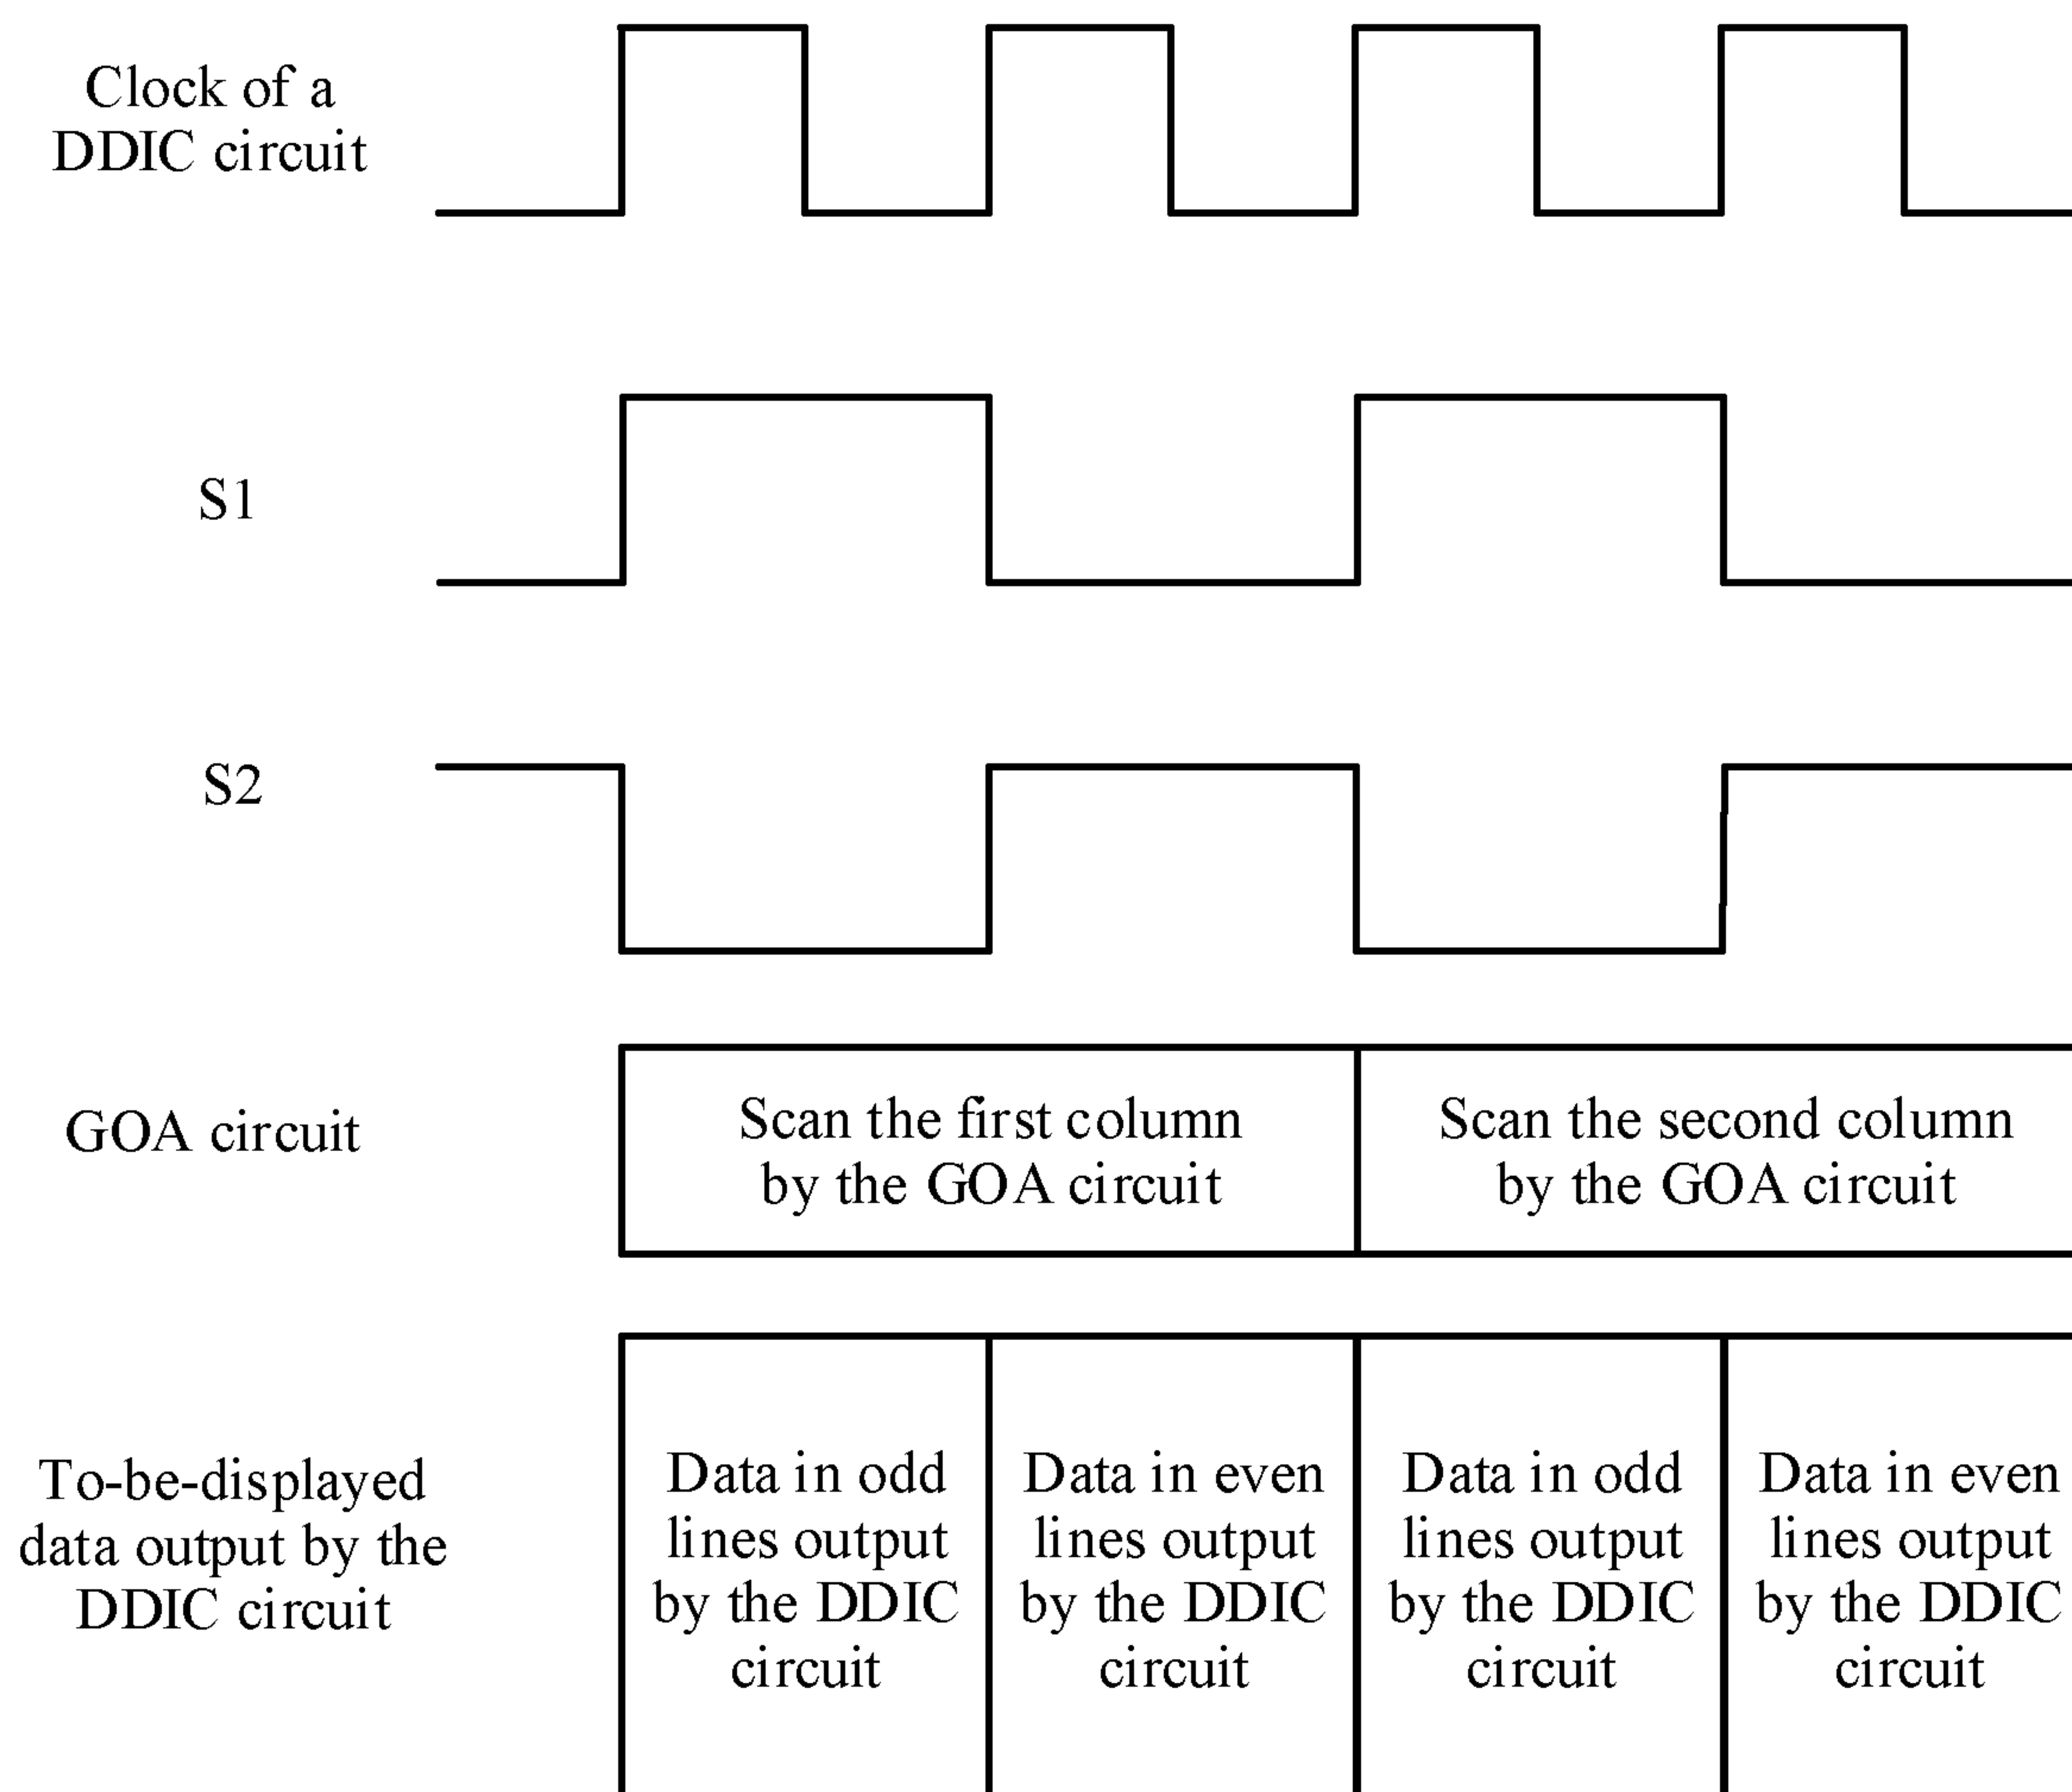 Clock of a
DDIC circuit
S1
S2
GOA circuit
Scan the first column
by the GOA circuit
Scan the second column
by the GOA circuit
To-be-displayed
data output by the
DDIC circuit
Data in odd
lines output
by the DDIC
circuit
Data in even
lines output
by the DDIC
circuit
Data in odd
lines output
by the DDIC
circuit
Data in even
lines output
by the DDIC
circuit